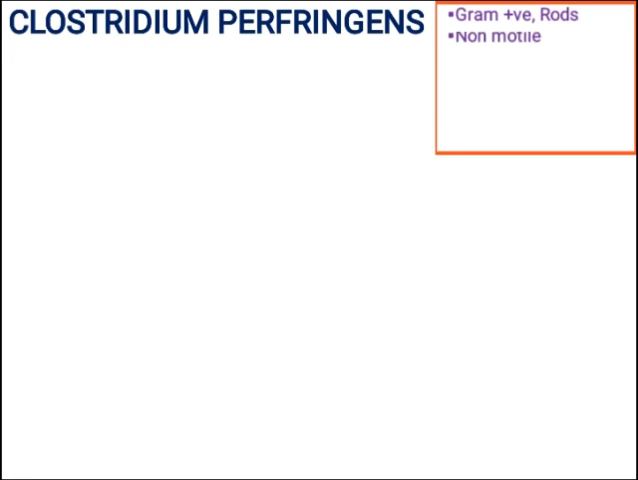 CLOSTRIDIUM PERFRINGENS
▪Gram +ve, Rods
▪Non motile